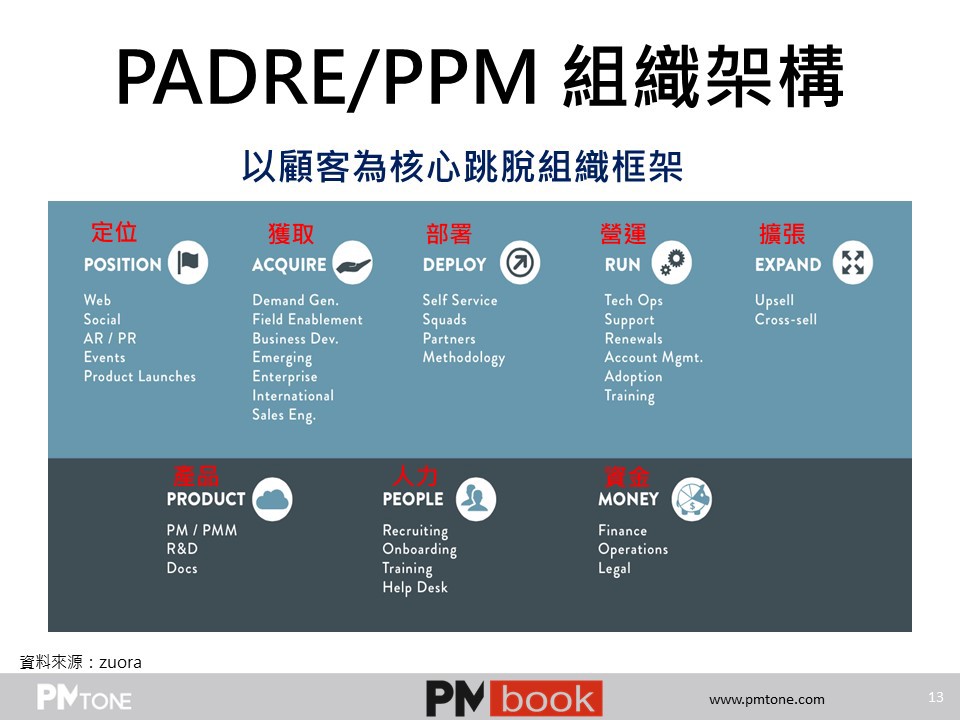 PADRE/PPM 組織架構
以顧客為核心跳脫組織框架
定位
POSITION
Web
Social
AR / PR
Events
Product Launches
獲取
ACQUIRE
Demand Gen.
Field Enablement
Business Dev.
Emerging
Enterprise
International
Sales Eng.
部署
DEPLOY
Self Service
Squads
Partners
Methodology
營運
RUN
Tech Ops
Support
Renewals
Account Mgmt.
Adoption
Training
擴張
EXPAND
Upsell
Cross-sell
產品
PRODUCT
PM / PMM
R&D
Docs
人力
PEOPLE
Recruiting
Onboarding
Training
Help Desk
資金
MONEY
$
Finance
Operations
Legal
資料來源：zuora
PMTONE
PM book
www.pmtone.com
13